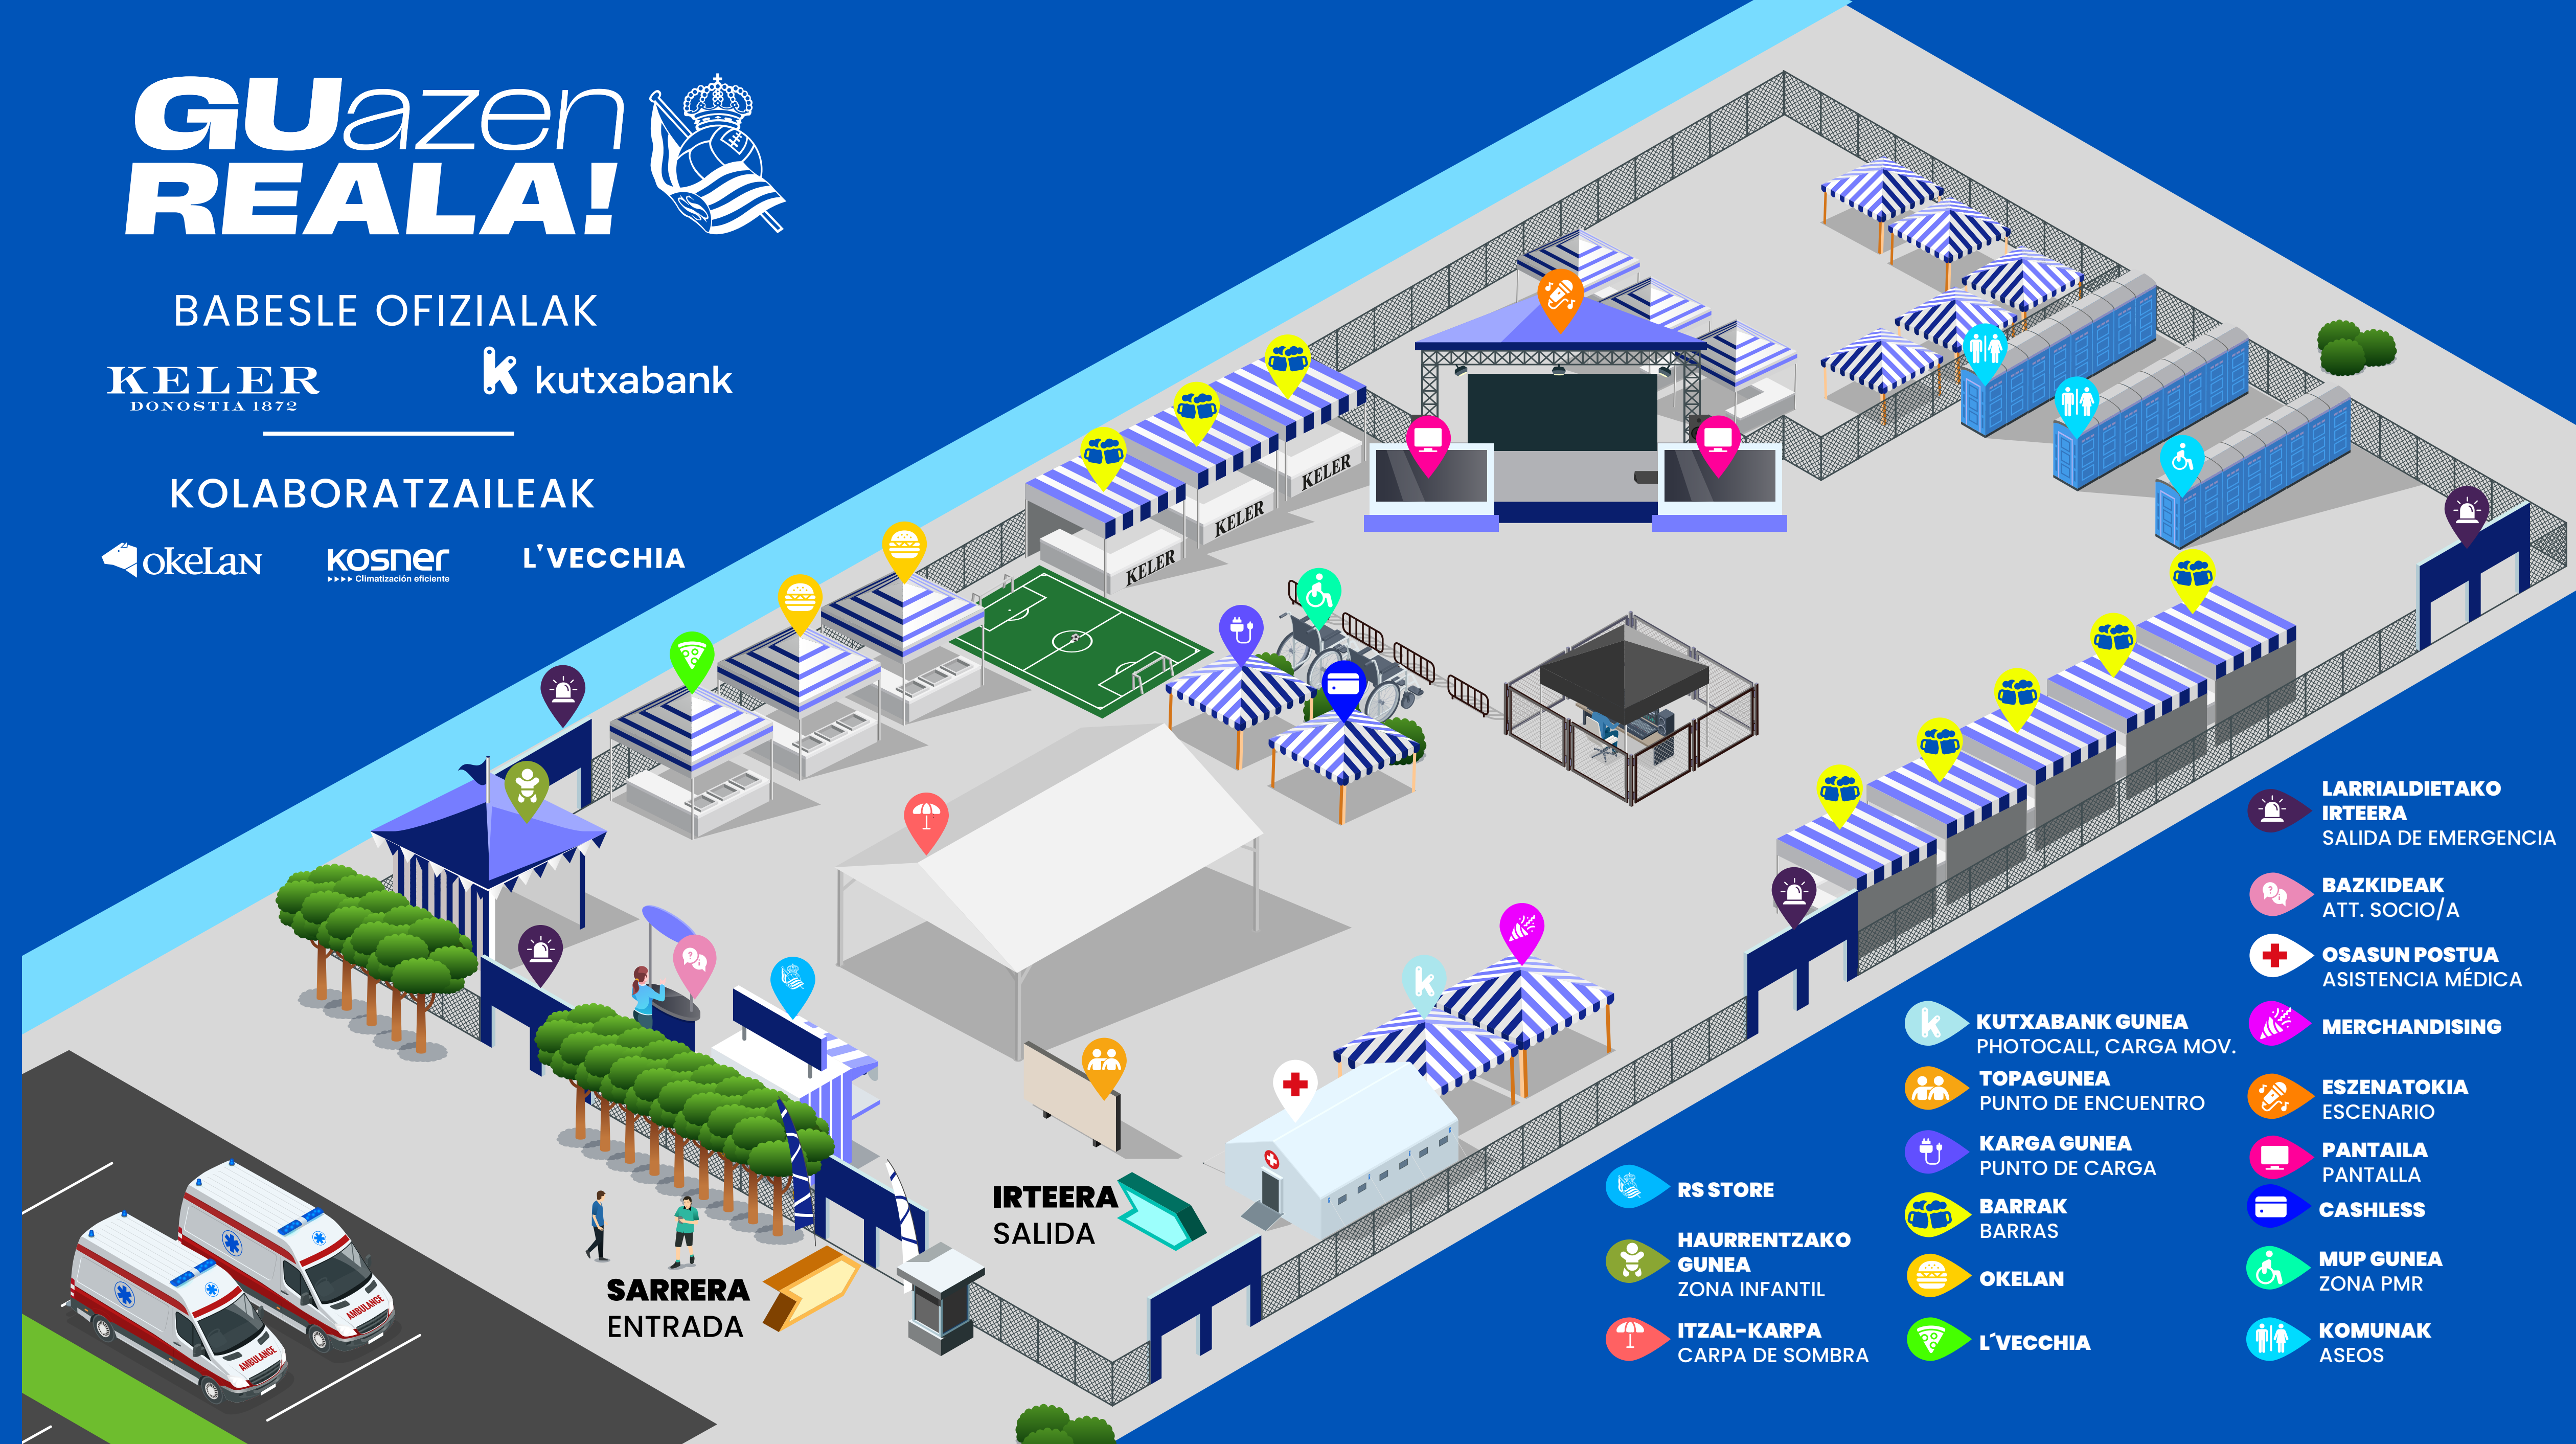 GUazen
REALA!
BABESLE OFIZIALAK
KELER
DONOSTIA 1872
k kutxabank
KOLABORATZAILEAK
OKELAN
KOSNER
Climatización eficiente
L'VECCHIA
KELER
KELER
KELER
IRTEERA
SALIDA
SARRERA
ENTRADA
AMBULANCE
AMBULANCE
RS STORE
HAURRENTZAKO
GUNEA
ZONA INFANTIL
ITZAL-KARPA
CARPA DE SOMBRA
KUTXABANK GUNEA
PHOTOCALL, CARGA MOV.
TOPAGUNEA
PUNTO DE ENCUENTRO
KARGA GUNEA
PUNTO DE CARGA
BARRAK
BARRAS
OKELAN
L´VECCHIA
LARRIALDIETAKO
IRTEERA
SALIDA DE EMERGENCIA
BAZKIDEAK
ATT. SOCIO/A
OSASUN POSTUA
ASISTENCIA MÉDICA
MERCHANDISING
ESZENATOKIA
ESCENARIO
PANTAILA
PANTALLA
CASHLESS
MUP GUNEA
ZONA PMR
KOMUNAK
ASEOS